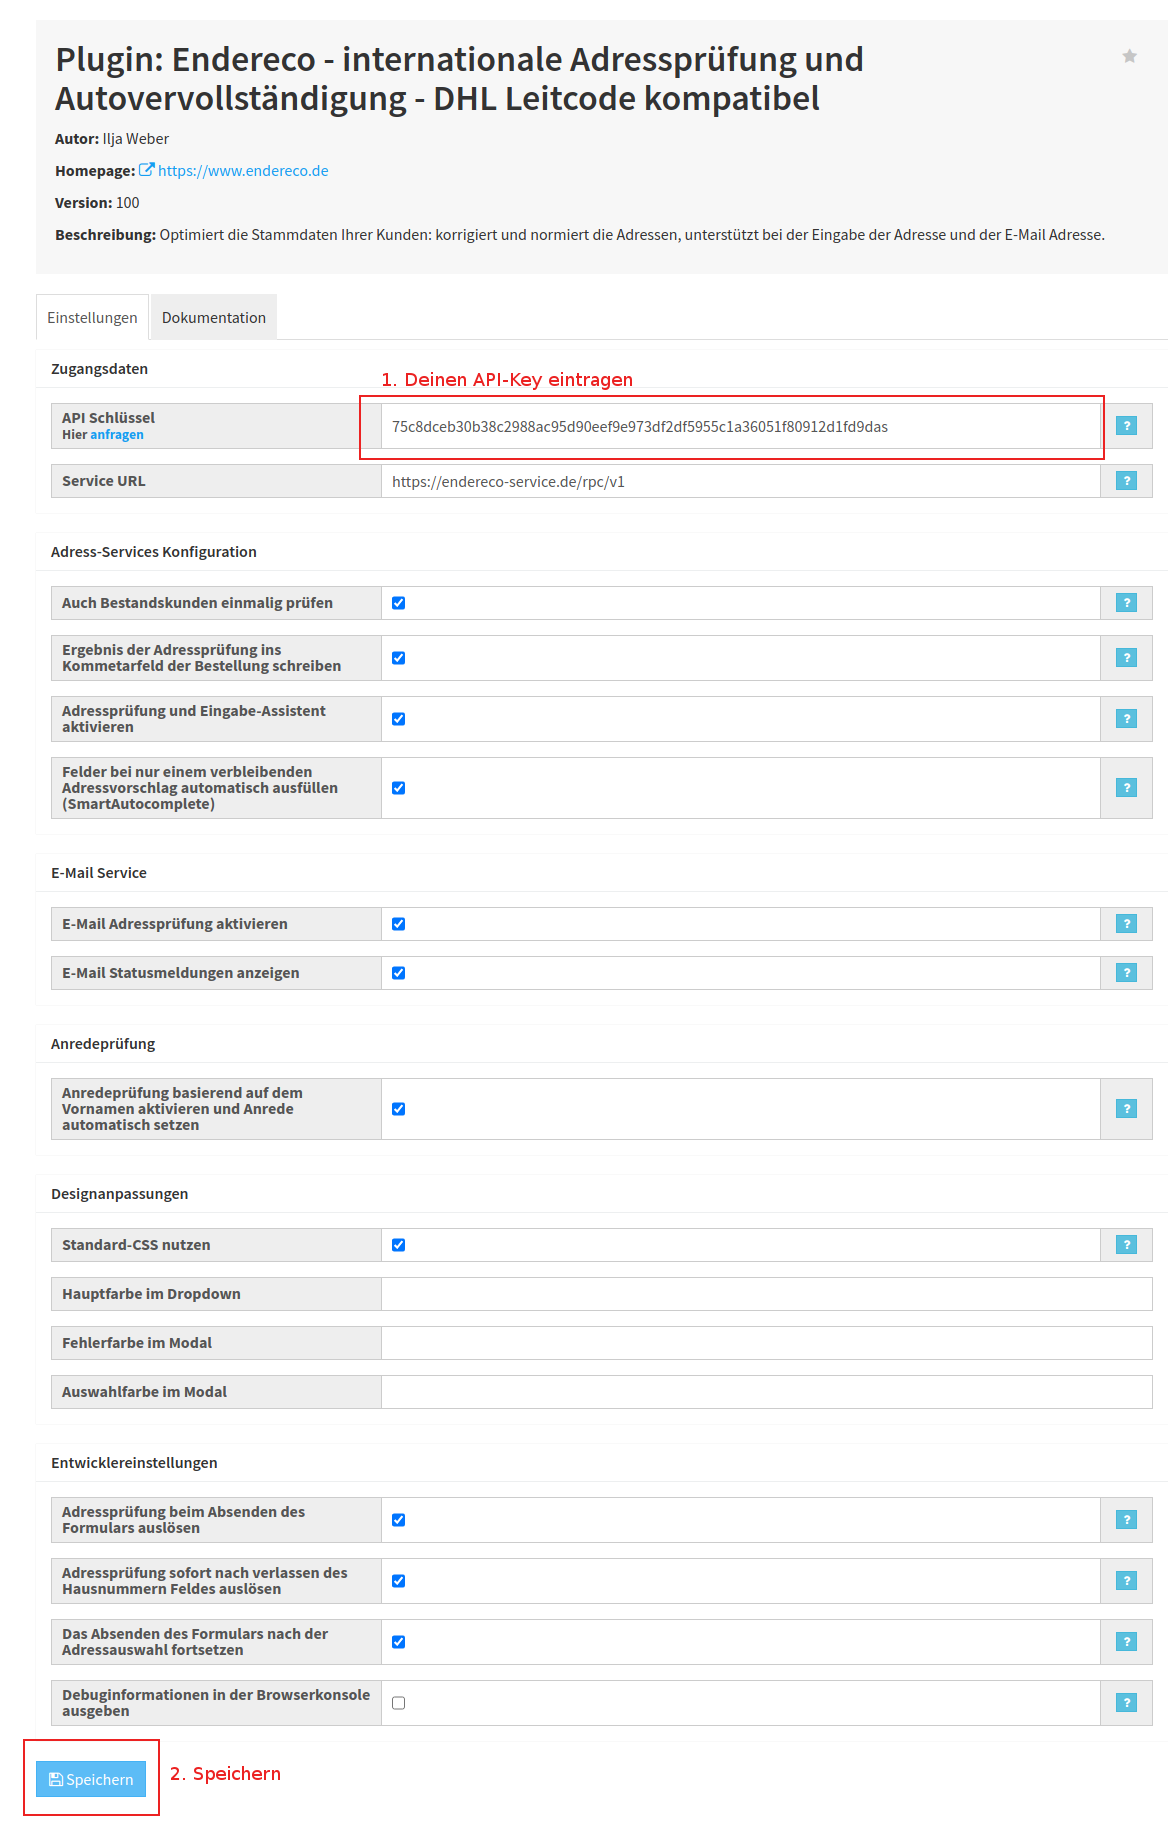 Plugin: Endereco - internationale Adressprüfung und
Autovervollständigung - DHL Leitcode kompatibel
Autor: Ilja Weber
Homepage: https://www.endereco.de
Version: 100
Beschreibung: Optimiert die Stammdaten Ihrer Kunden: korrigiert und normiert die Adressen, unterstützt bei der Eingabe der Adresse und der E-Mail Adresse.
Einstellungen Dokumentation
Zugangsdaten
1. Deinen API-Key eintragen
API Schlüssel
Hier anfragen
75c8dceb30b38c2988ac95d90eef9e973df2df5955c1a36051f80912d1fd9das
?
Service URL https://endereco-service.de/rpc/v1 ?
Adress-Services Konfiguration
Auch Bestandskunden einmalig prüfen ?
Ergebnis der Adressprüfung ins
Kommetarfeld der Bestellung schreiben
?
Adressprüfung und Eingabe-Assistent
aktivieren
?
Felder bei nur einem verbleibenden
Adressvorschlag automatisch ausfüllen
(SmartAutocomplete)
?
E-Mail Service
E-Mail Adressprüfung aktivieren ?
E-Mail Statusmeldungen anzeigen ?
Anredeprüfung
Anredeprüfung basierend auf dem
Vornamen aktivieren und Anrede
automatisch setzen
?
Designanpassungen
Standard-CSS nutzen ?
Hauptfarbe im Dropdown
Fehlerfarbe im Modal
Auswahlfarbe im Modal
Entwicklereinstellungen
Adressprüfung beim Absenden des
Formulars auslösen
?
Adressprüfung sofort nach verlassen des
Hausnummern Feldes auslösen
?
Das Absenden des Formulars nach der
Adressauswahl fortsetzen
?
Debuginformationen in der Browserkonsole
ausgeben
?
Speichern
2. Speichern